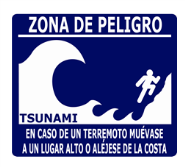 ZONA DE PELIGRO
TSUNAMI
EN CASO DE UN TERREMOTO MUÉVASE
A UN LUGAR ALTO O ALÉJESE DE LA COSTA